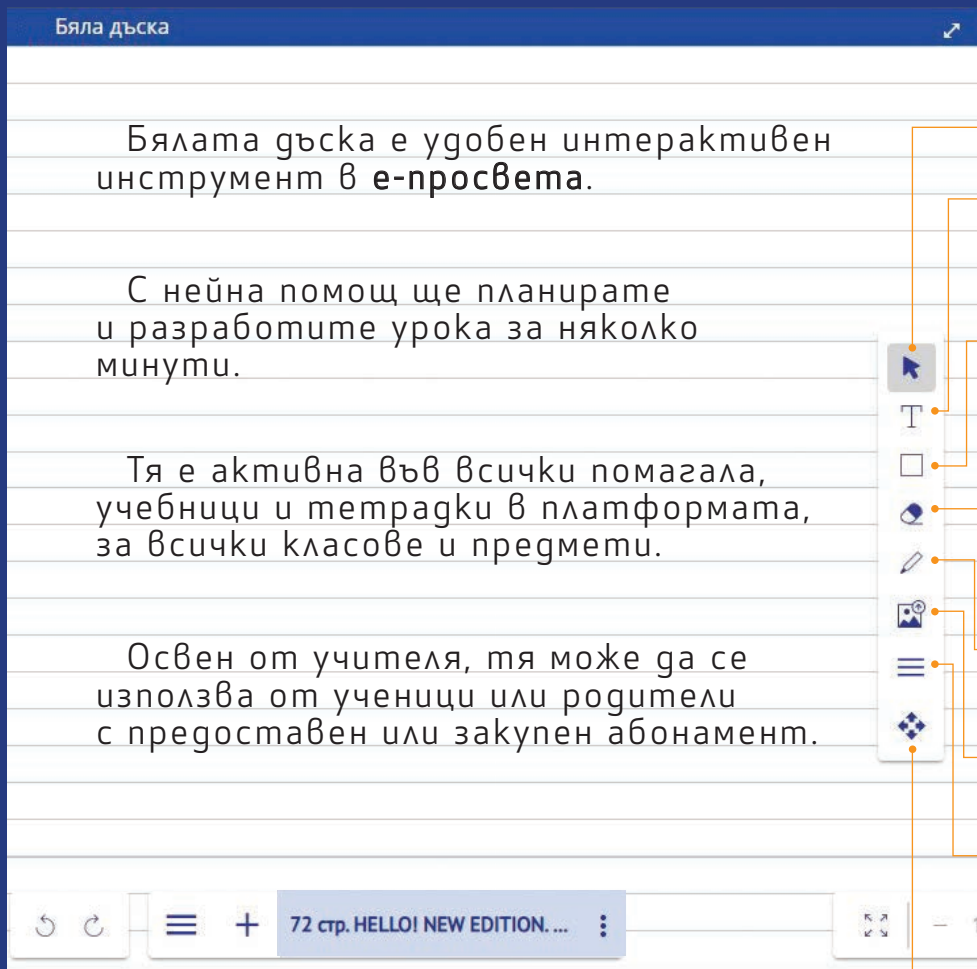 Бяла дъска
Бялата дъска е удобен интерактивен
инструмент в е-просвета.
С нейна помощ ще планирате
и разработите урока за няколко
минути.
Тя е активна във всички помагала,
учебници и тетрадки в платформата,
за всички класове и предмети.
Освен от учителя, тя може да се
използва от ученици или родители
с предоставен или закупен абонамент.
T
72 стр. HELLO! NEW EDITION. ...